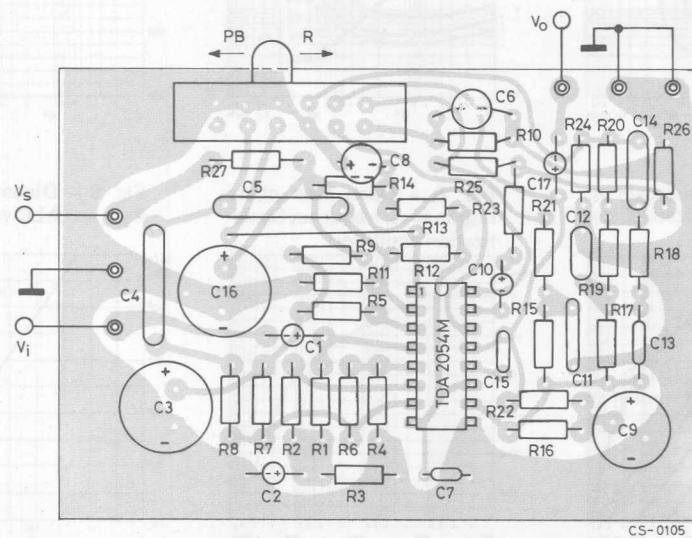 PB R
Vo
C6
C14
R24 R20
R26
R10
C8
R27
R14
R25
C17
C5
VS
R23
R21
C12
R13
R9
R12
C10
R19
R18
C4
+
C16
-
R11
R5
1
R15
R17
Vi
C1
TDA 2054M
C15
C11
C13
+
C3
-
R22
+
C9
-
R8 R7 R2 R1 R6 R4
R16
C2
R3
C7
CS-0105